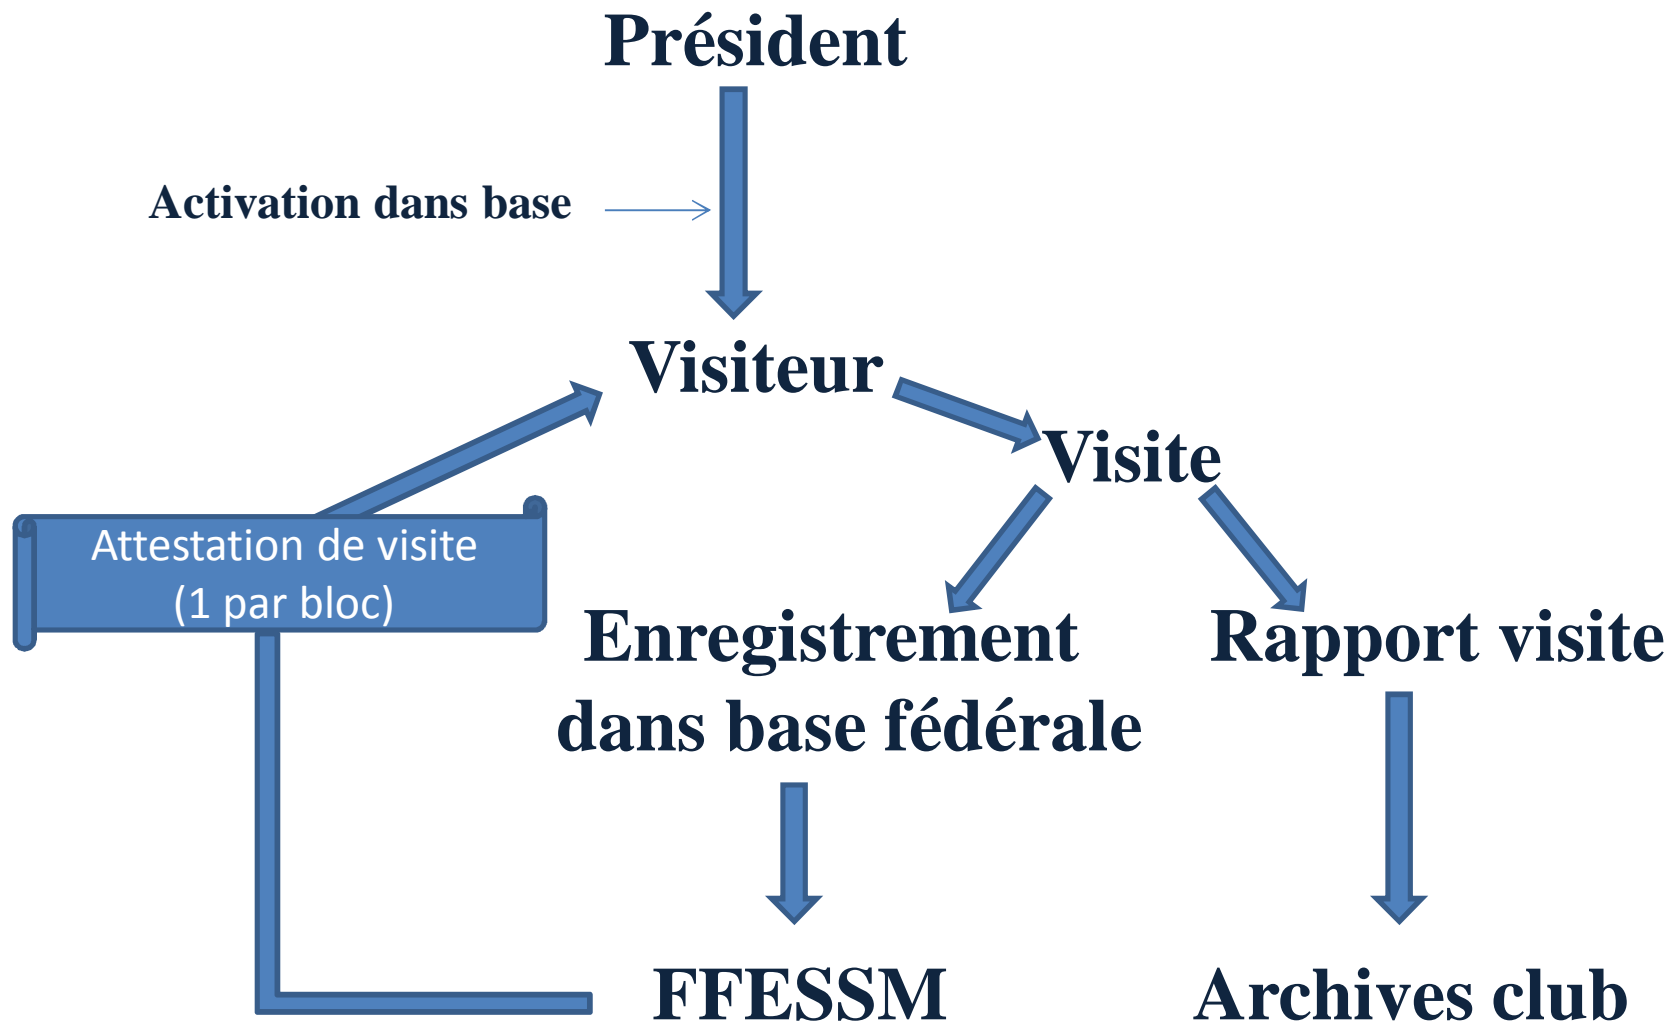 Président
Activation dans base
Visiteur
Visite
Attestation de visite
(1 par bloc)
Enregistrement
dans base fédérale
Rapport visite
FFESSM
Archives club